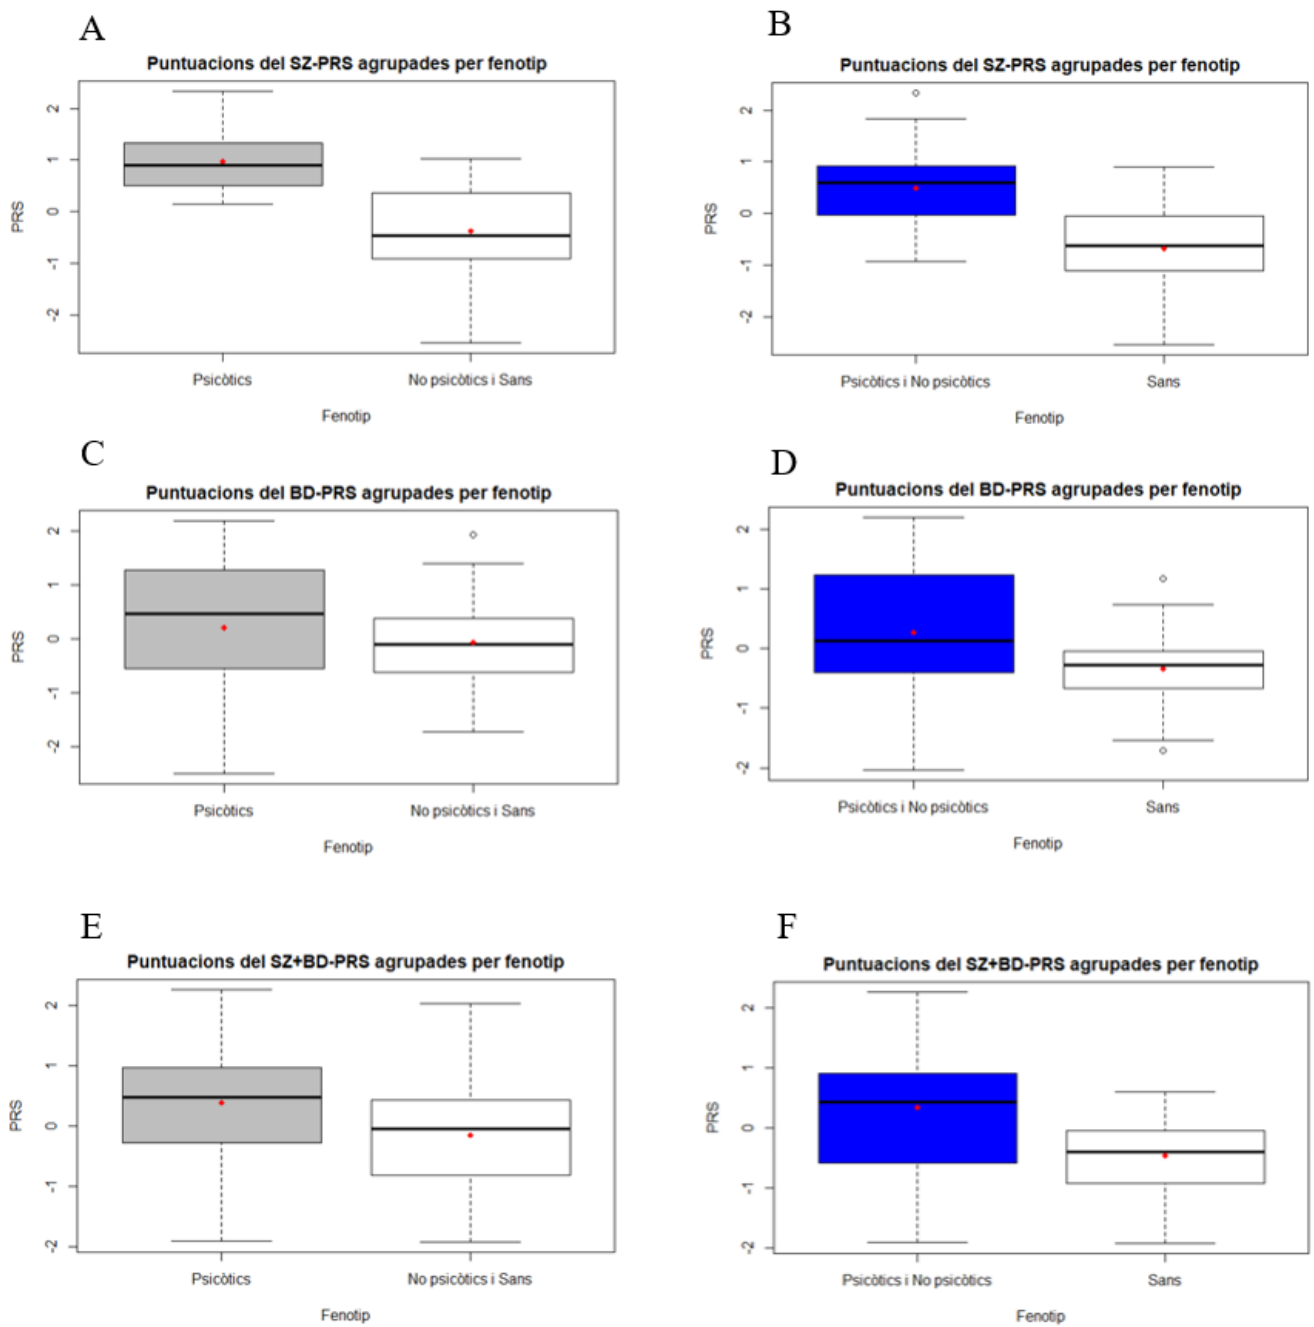 A
Puntuacions del SZ-PRS agrupades per fenotip
PRS
2
1
0
-1
-2
Psicòtics
No psicòtics i Sans
Fenotip
B
Puntuacions del SZ-PRS agrupades per fenotip
PRS
2
1
0
-1
-2
Psicòtics i No psicòtics
Sans
Fenotip
C
Puntuacions del BD-PRS agrupades per fenotip
PRS
2
1
0
-1
-2
Psicòtics
No psicòtics i Sans
Fenotip
D
Puntuacions del BD-PRS agrupades per fenotip
PRS
2
1
0
-1
-2
Psicòtics i No psicòtics
Sans
Fenotip
E
Puntuacions del SZ+BD-PRS agrupades per fenotip
PRS
2
1
0
-1
-2
Psicòtics
No psicòtics i Sans
Fenotip
F
Puntuacions del SZ+BD-PRS agrupades per fenotip
PRS
2
1
0
-1
-2
Psicòtics i No psicòtics
Sans
Fenotip